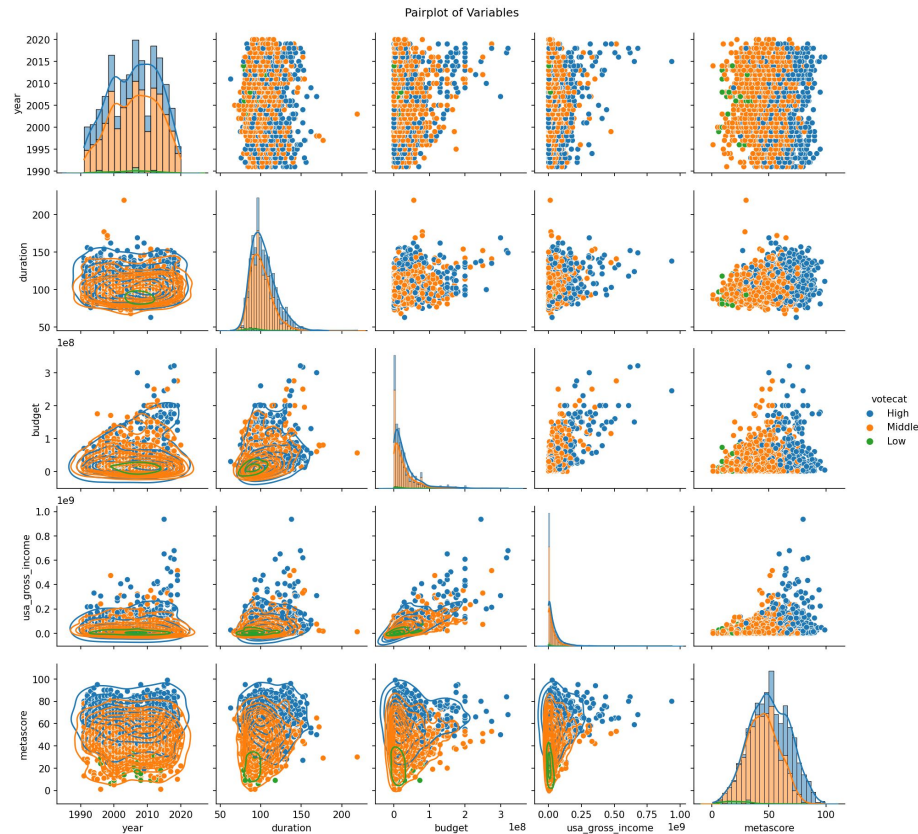 Pairplot of Variables
2020
2015
2010
2005
2000
1995
1990
year
200
150
100
50
duration
1e8
3
2
1
0
budget
1e9
1.0
0.8
0.6
0.4
0.2
0.0
usa_gross_income
100
80
60
40
20
0
metascore
1990 2000 2010 2020
year
50 100 150 200
duration
0 1 2 3
1e8
budget
0.00 0.25 0.50 0.75 1.00
1e9
usa_gross_income
0 50 100
metascore
votecat
High
Middle
Low